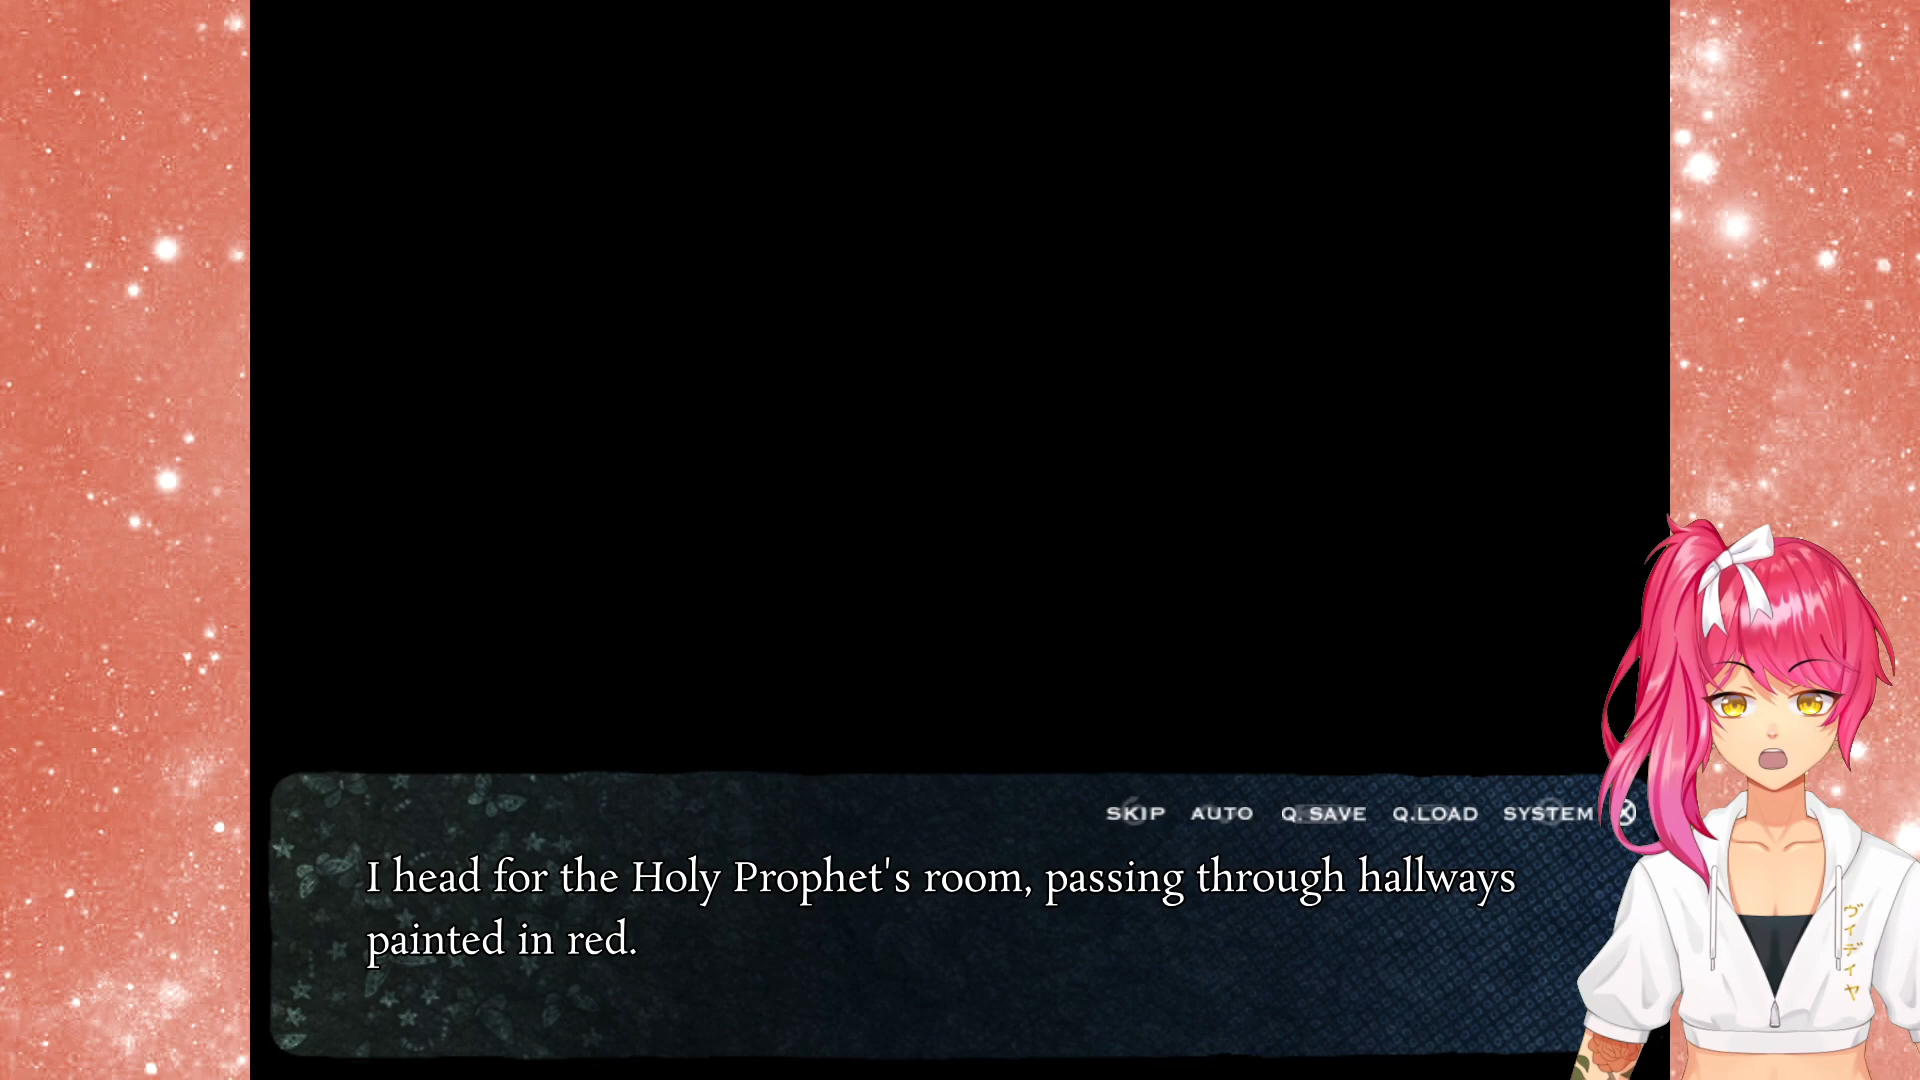 SKIP AUTO Q.SAVE Q.LOAD SYSTEM
I head for the Holy Prophet's room, passing through hallways
painted in red.
ヴィディヤ